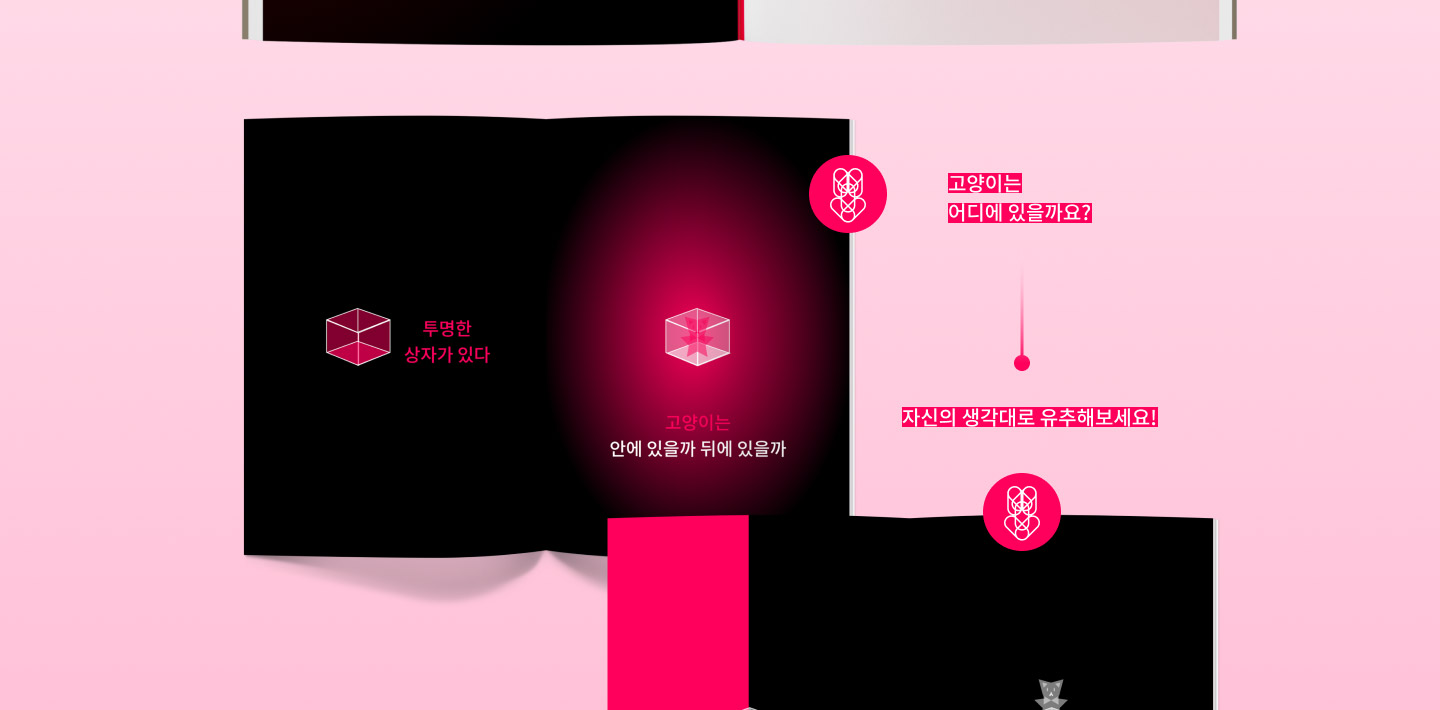 고양이는
어디에 있을까요?
투명한
상자가 있다
고양이는
안에 있을까 뒤에 있을까
자신의 생각대로 유추해보세요!